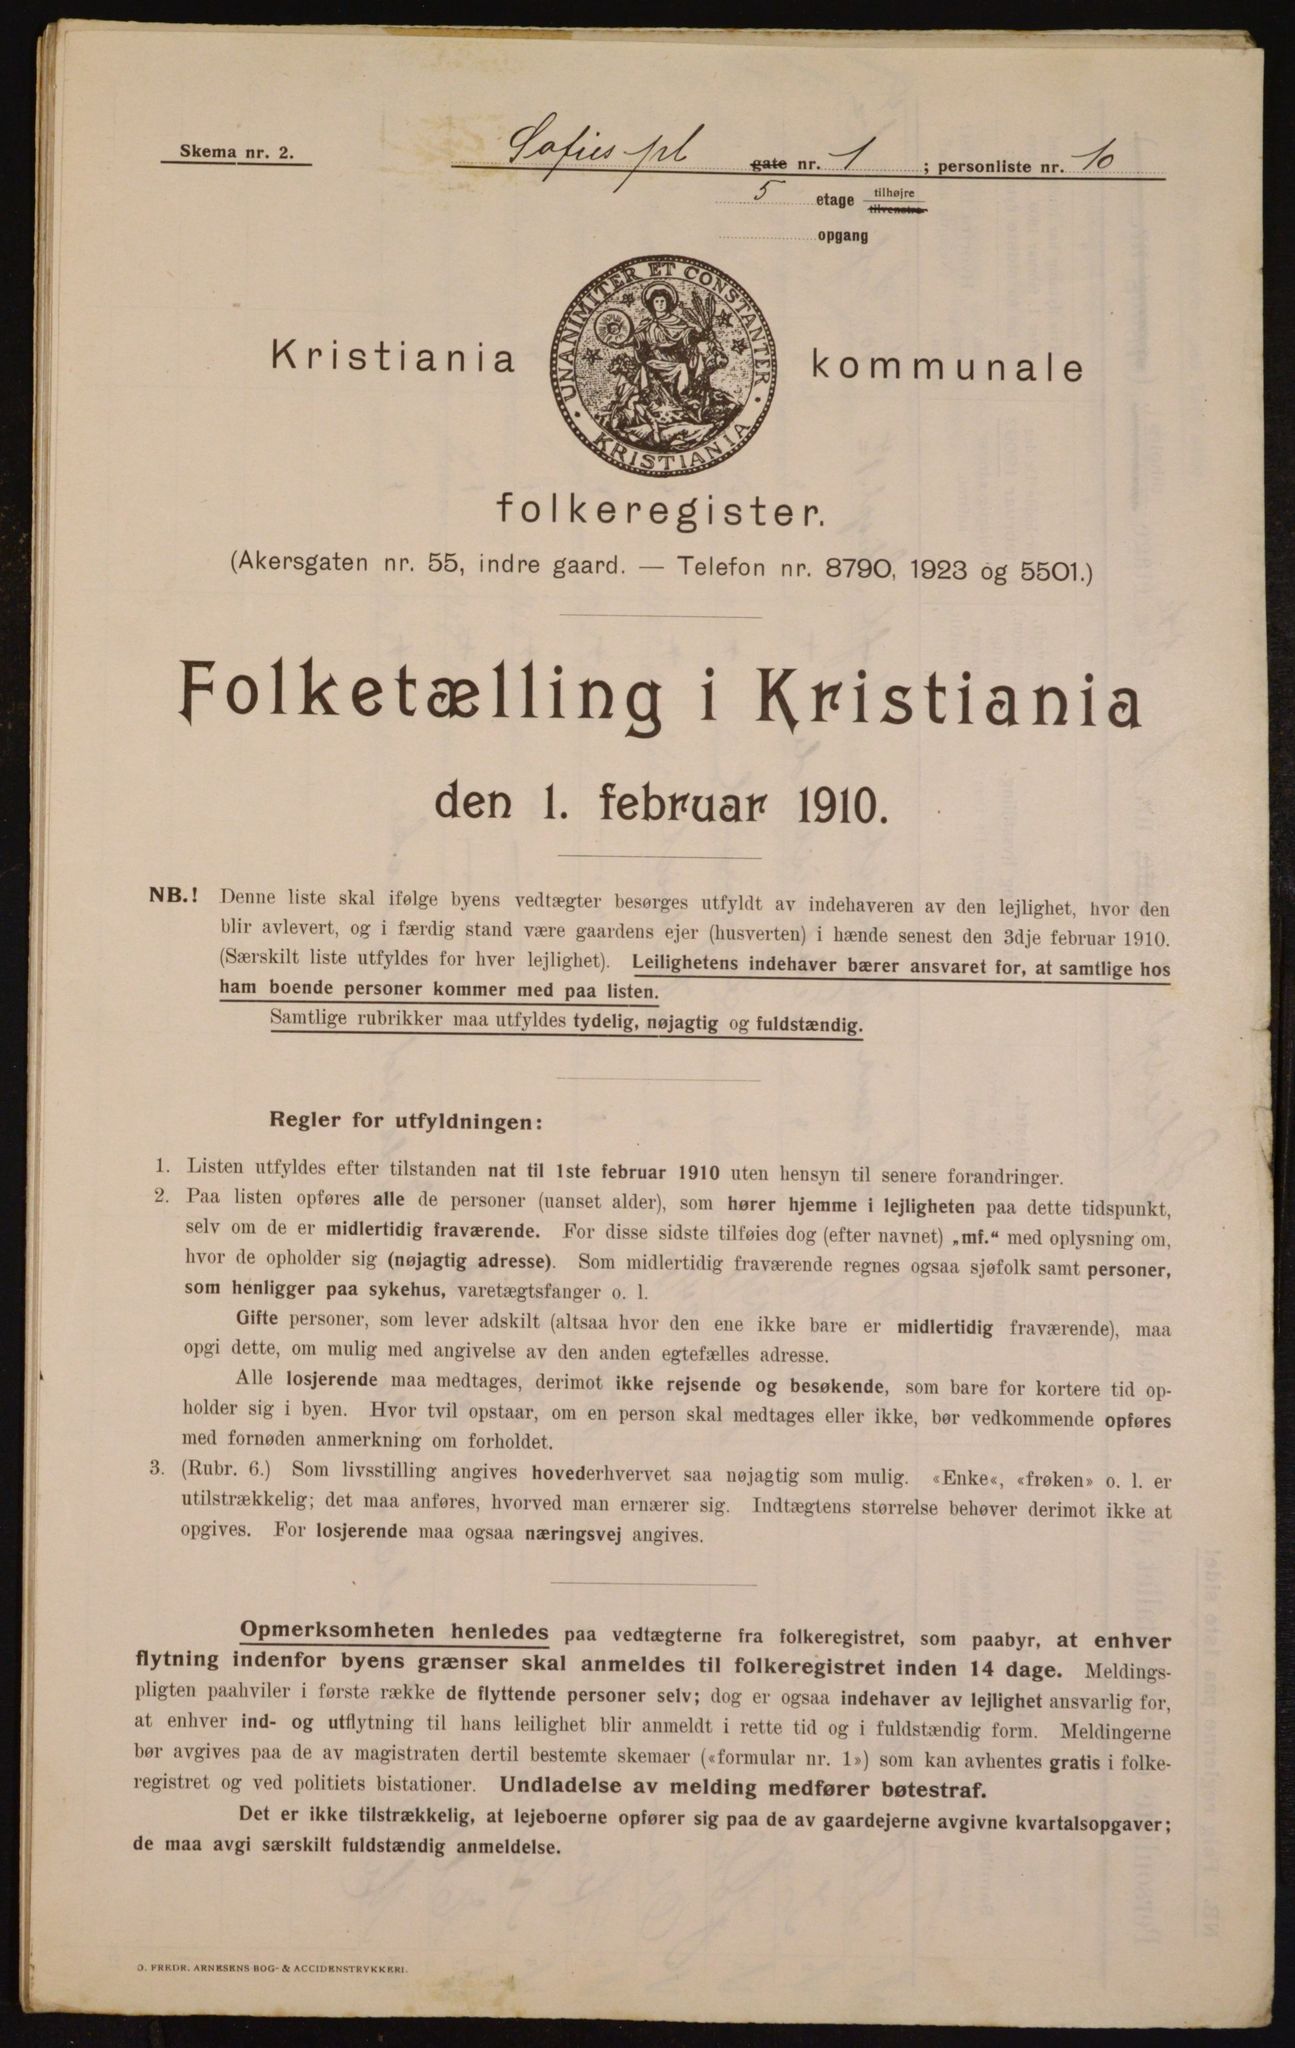 Skema nr. 2.
Sofies pl gate nr. 1 ; personliste nr. 10
5 etage tilhøjre
tilvenstre
opgang
UNANIMITER ET CONSTANTER
KRISTIANIA
Kristiania kommunale
folkeregister.
(Akersgaten nr. 55, indre gaard. — Telefon nr. 8790, 1923 og 5501.)
Folketælling i Kristiania
den 1. februar 1910.
NB.! Denne liste skal ifølge byens vedtægter besørges utfyldt av indehaveren av den lejlighet, hvor den
blir avlevert, og i færdig stand være gaardens ejer (husverten) i hænde senest den 3dje februar 1910.
(Særskilt liste utfyldes for hver lejlighet). Leilighetens indehaver bærer ansvaret for, at samtlige hos
ham boende personer kommer med paa listen.
Samtlige rubrikker maa utfyldes tydelig, nøjagtig og fuldstændig.
Regler for utfyldningen:
1. Listen utfyldes efter tilstanden nat til 1ste februar 1910 uten hensyn til senere forandringer.
2. Paa listen opføres alle de personer (uanset alder), som hører hjemme i lejligheten paa dette tidspunkt,
selv om de er midlertidig fraværende. For disse sidste tilføies dog (efter navnet) „mf.“ med oplysning om,
hvor de opholder sig (nøjagtig adresse). Som midlertidig fraværende regnes ogsaa sjøfolk samt personer,
som henligger paa sykehus, varetægtsfanger o. l.
Gifte personer, som lever adskilt (altsaa hvor den ene ikke bare er midlertidig fraværende), maa
opgi dette, om mulig med angivelse av den anden egtefælles adresse.
Alle losjerende maa medtages, derimot ikke rejsende og besøkende, som bare for kortere tid op-
holder sig i byen. Hvor tvil opstaar, om en person skal medtages eller ikke, bør vedkommende opføres
med fornøden anmerkning om forholdet.
3. (Rubr. 6.) Som livsstilling angives hovederhvervet saa nøjagtig som mulig. «Enke«, «frøken» o. l. er
utilstrækkelig; det maa anføres, hvorved man ernærer sig. Indtægtens størrelse behøver derimot ikke at
opgives. For losjerende maa ogsaa næringsvej angives.
Opmerksomheten henledes paa vedtægterne fra folkeregistret, som paabyr, at enhver
flytning indenfor byens grænser skal anmeldes til folkeregistret inden 14 dage. Meldings-
pligten paahviler i første række de flyttende personer selv; dog er ogsaa indehaver av lejlighet ansvarlig for,
at enhver ind- og utflytning til hans leilighet blir anmeldt i rette tid og i fuldstændig form. Meldingerne
bør avgives paa de av magistraten dertil bestemte skemaer («formular nr. 1») som kan avhentes gratis i folke-
registret og ved politiets bistationer. Undladelse av melding medfører bøtestraf.
Det er ikke tilstrækkelig, at lejeboerne opfører sig paa de av gaardejerne avgivne kvartalsopgaver;
de maa avgi særskilt fuldstændig anmeldelse.
O. FREDR. ARNESENS BOG- & ACCIDENSTRYKKERI.